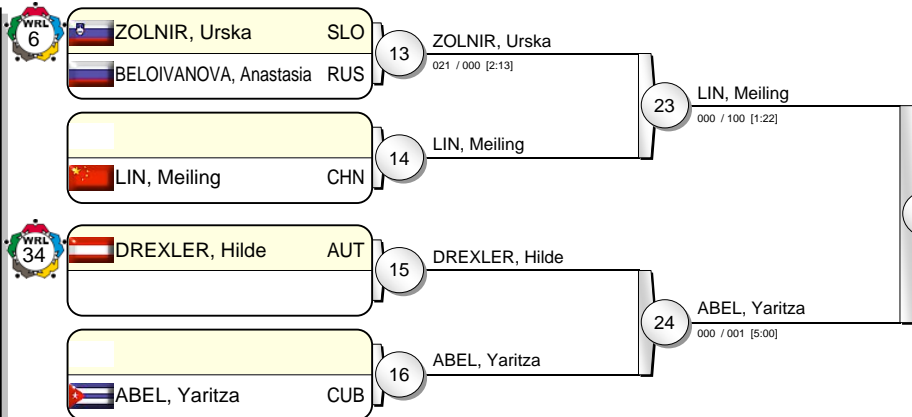 WRL
6
ZOLNIR, Urska SLO
BELOIVANOVA, Anastasia RUS
13
ZOLNIR, Urska
021 / 000 [2:13]
LIN, Meiling CHN
14
LIN, Meiling
23
LIN, Meiling
000 / 100 [1:22]
WRL
34
DREXLER, Hilde AUT
15
DREXLER, Hilde
ABEL, Yaritza CUB
16
ABEL, Yaritza
24
ABEL, Yaritza
000 / 001 [5:00]